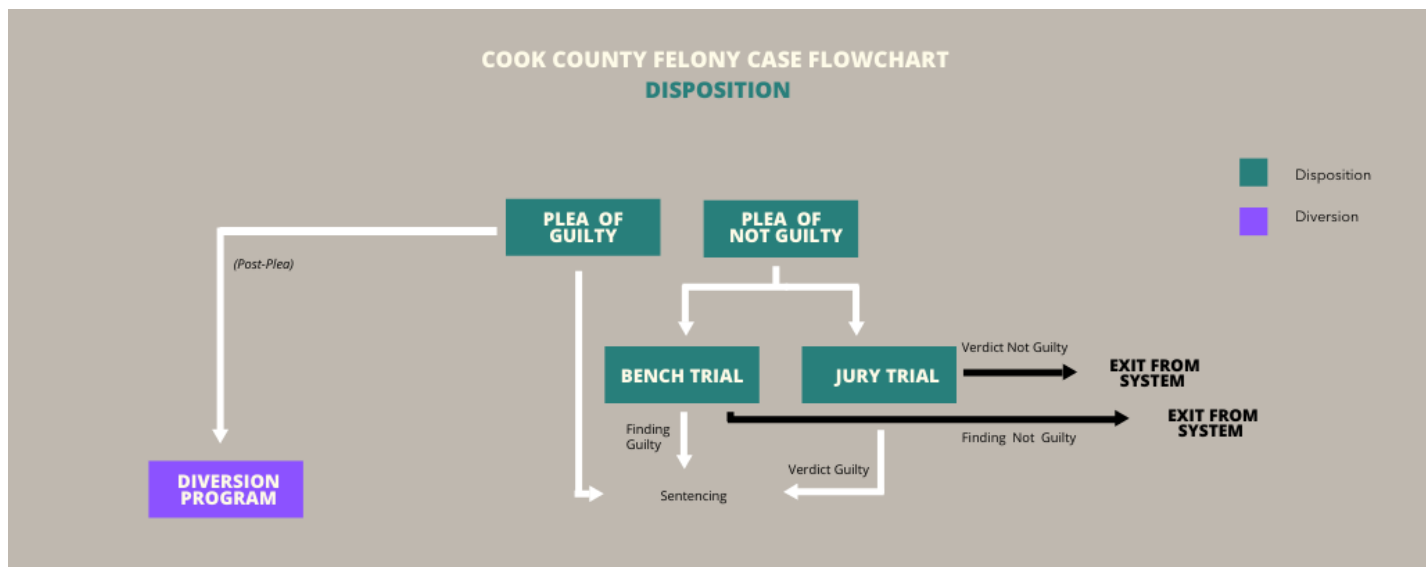 COOK COUNTY FELONY CASE FLOWCHART
DISPOSITION
Disposition
Diversion
PLEA OF
GUILTY
PLEA OF
NOT GUILTY
(Post-Plea)
BENCH TRIAL
JURY TRIAL
Verdict Not Guilty
EXIT FROM
SYSTEM
Finding
Guilty
Finding Not Guilty
EXIT FROM
SYSTEM
Verdict Guilty
Sentencing
DIVERSION
PROGRAM